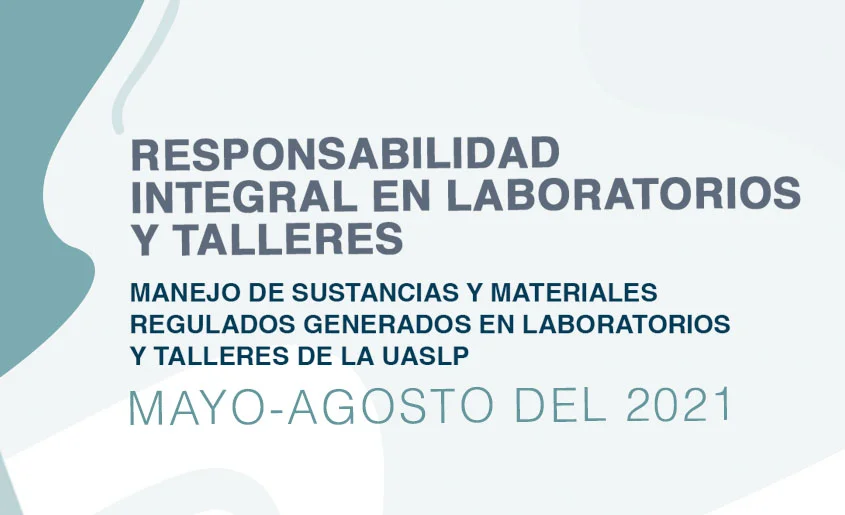 RESPONSABILIDAD
INTEGRAL EN LABORATORIOS
Y TALLERES
MANEJO DE SUSTANCIAS Y MATERIALES
REGULADOS GENERADOS EN LABORATORIOS
Y TALLERES DE LA UASLP
MAYO-AGOSTO DEL 2021